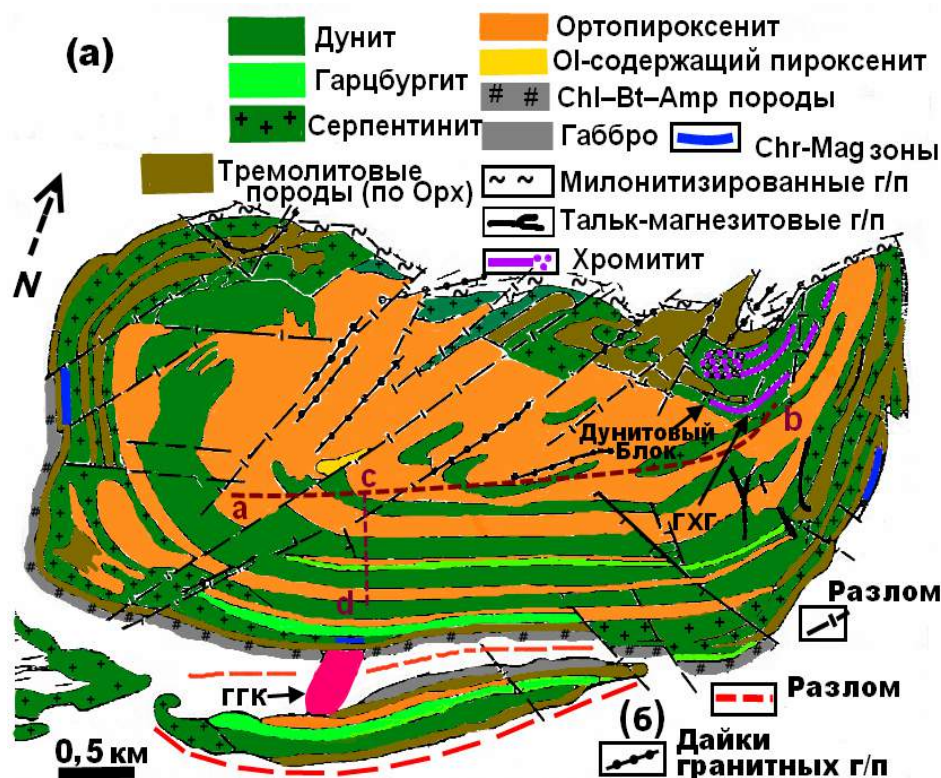 (а)
Дунит
Ортопироксенит
Гарцбургит
Ol-содержащий пироксенит
Серпентинит
Chl–Bt–Amp породы
Габбро
Chr-Mag зоны
Тремолитовые
породы (по Opx)
Милонитизированные г/п
Тальк-магнезитовые г/п
Хромитит
N
Дунитовый
Блок
b
c
a
ГХГ
d
Разлом
ГГК
Разлом
(б)
0,5 км
Дайки
гранитных г/п